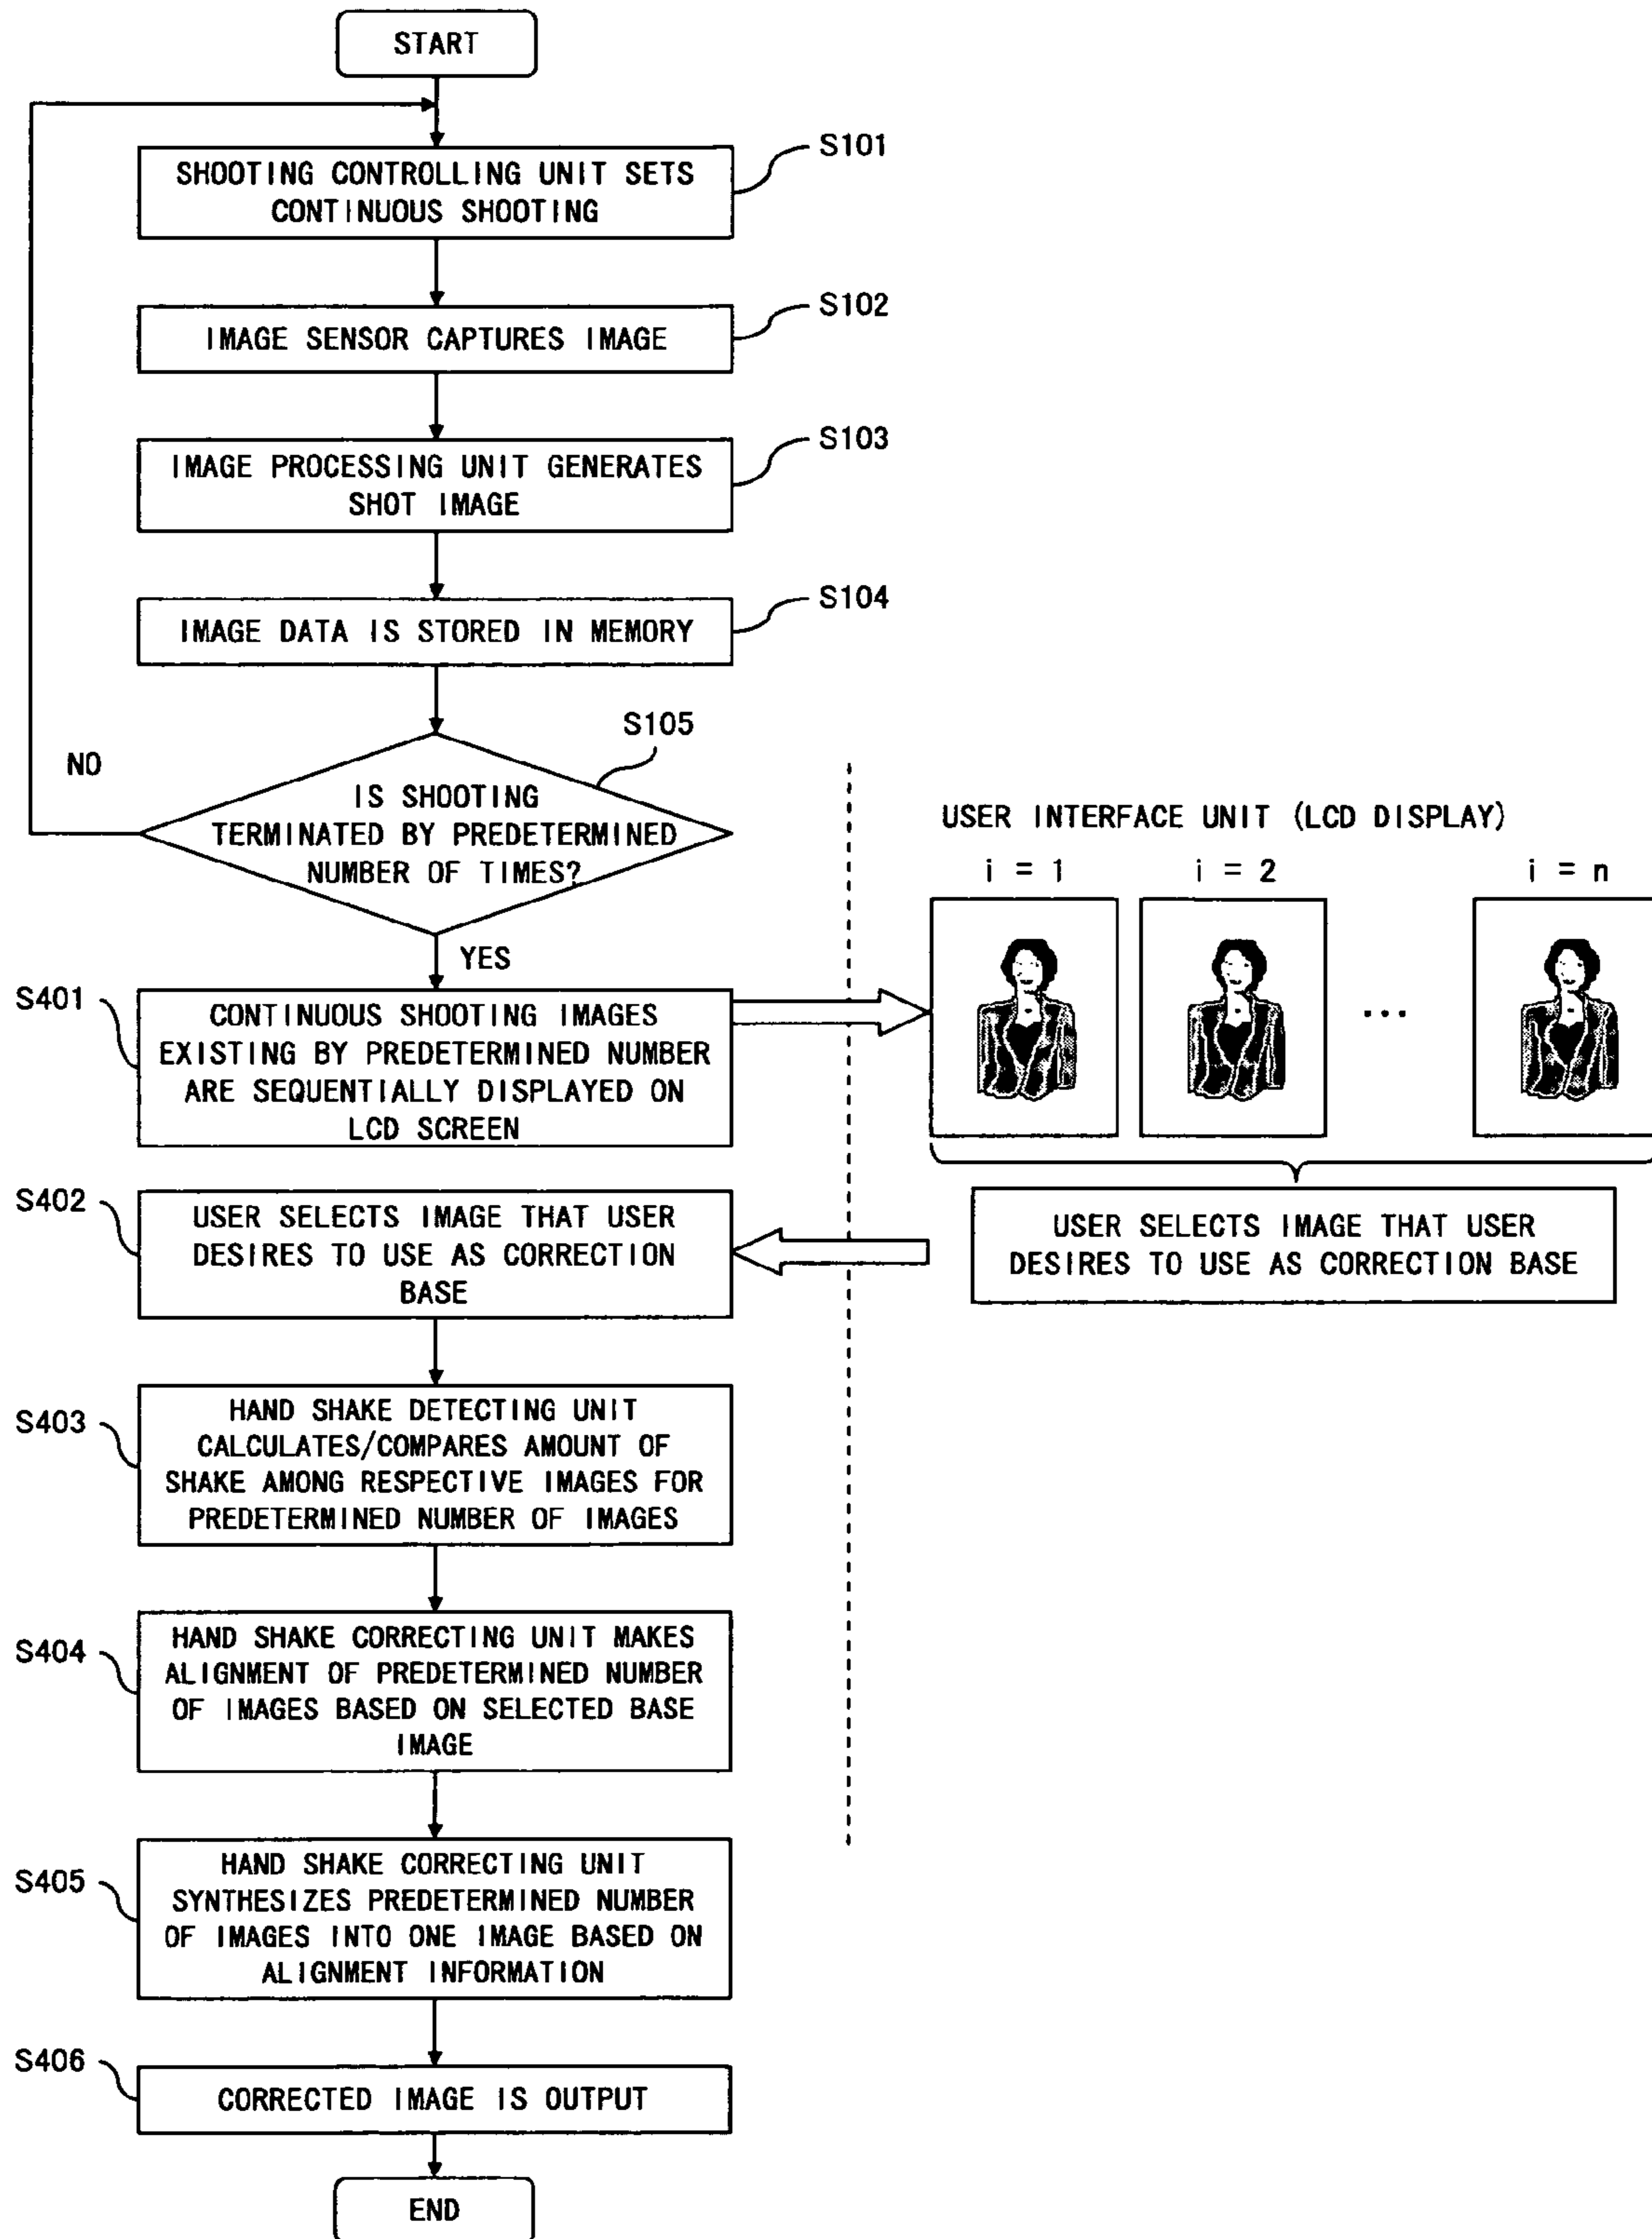 START
S101
SHOOTING CONTROLLING UNIT SETS
CONTINUOUS SHOOTING
S102
IMAGE SENSOR CAPTURES IMAGE
S103
IMAGE PROCESSING UNIT GENERATES
SHOT IMAGE
S104
IMAGE DATA IS STORED IN MEMORY
S105
NO
IS SHOOTING
TERMINATED BY PREDETERMINED
NUMBER OF TIMES?
YES
USER INTERFACE UNIT (LCD DISPLAY)
i = 1
i = 2
i = n
...
S401
CONTINUOUS SHOOTING IMAGES
EXISTING BY PREDETERMINED NUMBER
ARE SEQUENTIALLY DISPLAYED ON
LCD SCREEN
S402
USER SELECTS IMAGE THAT USER
DESIRES TO USE AS CORRECTION
BASE
USER SELECTS IMAGE THAT USER
DESIRES TO USE AS CORRECTION BASE
S403
HAND SHAKE DETECTING UNIT
CALCULATES/COMPARES AMOUNT OF
SHAKE AMONG RESPECTIVE IMAGES FOR
PREDETERMINED NUMBER OF IMAGES
S404
HAND SHAKE CORRECTING UNIT MAKES
ALIGNMENT OF PREDETERMINED NUMBER
OF IMAGES BASED ON SELECTED BASE
IMAGE
S405
HAND SHAKE CORRECTING UNIT
SYNTHESIZES PREDETERMINED NUMBER
OF IMAGES INTO ONE IMAGE BASED ON
ALIGNMENT INFORMATION
S406
CORRECTED IMAGE IS OUTPUT
END